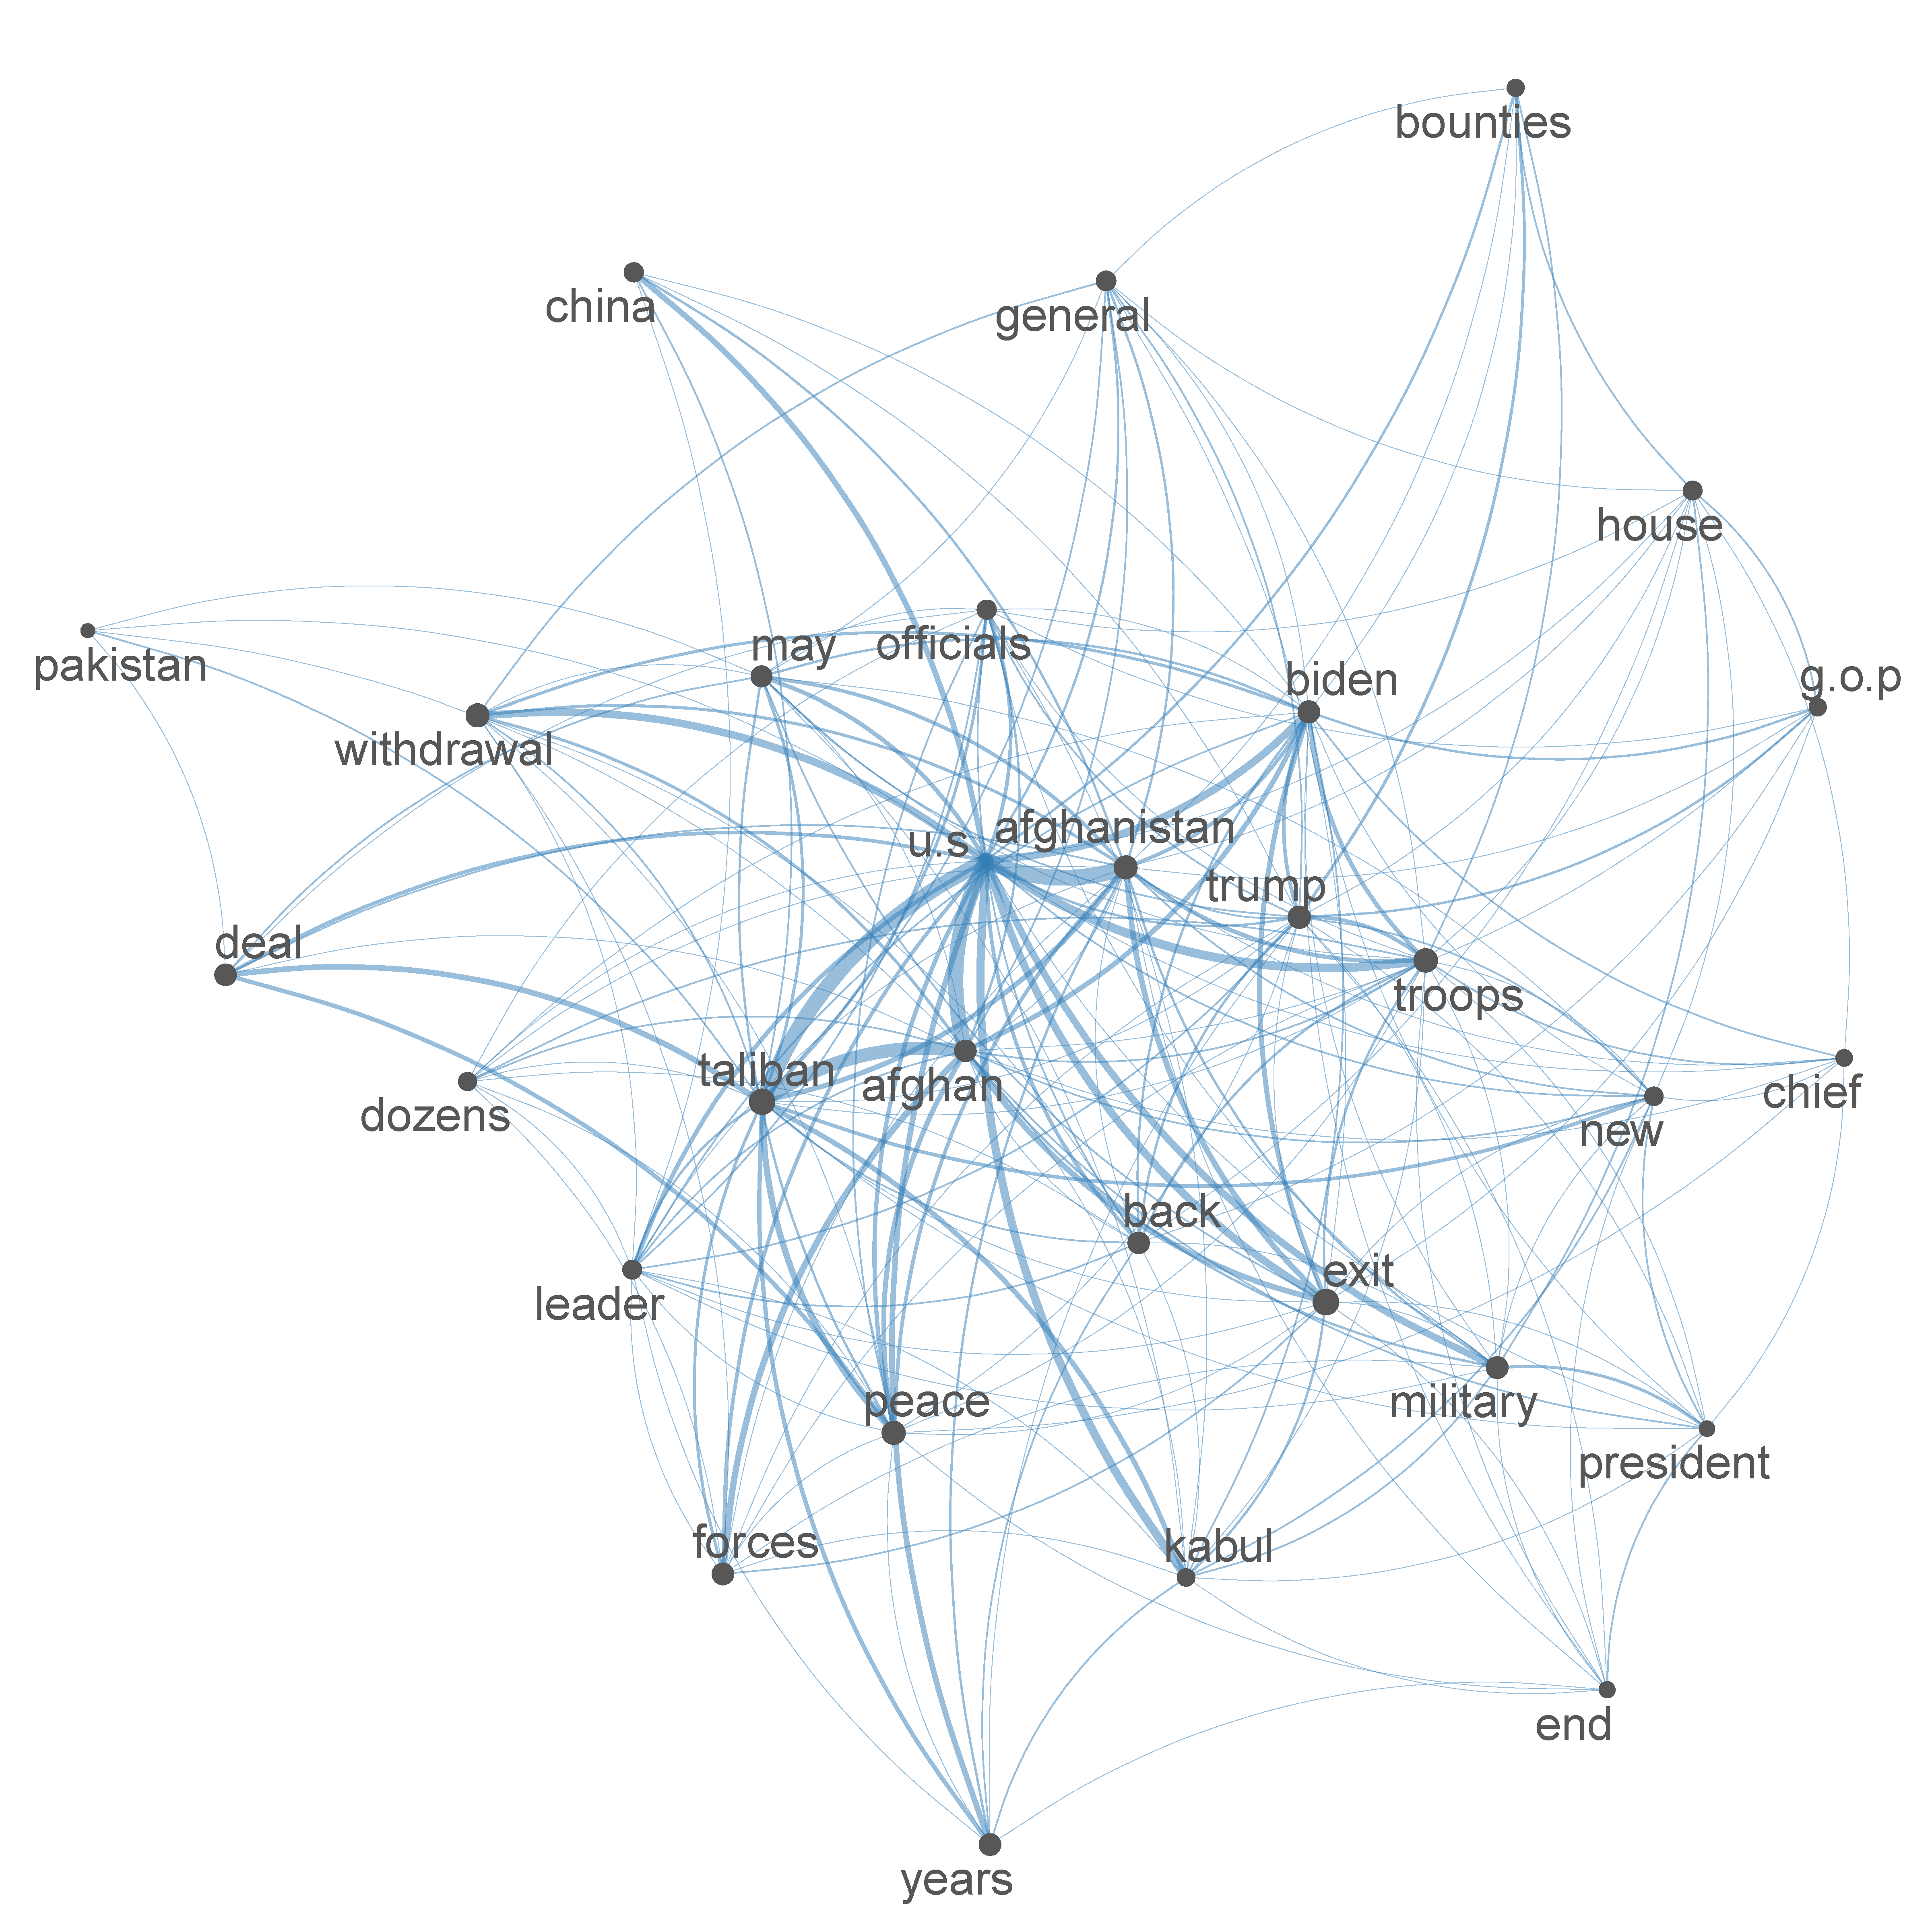 bounties
china
general
house
may
officials
pakistan
biden
g.o.p
withdrawal
u.s
afghanistan
trump
deal
troops
taliban
afghan
dozens
chief
new
back
leader
exit
peace
military
president
forces
kabul
end
years